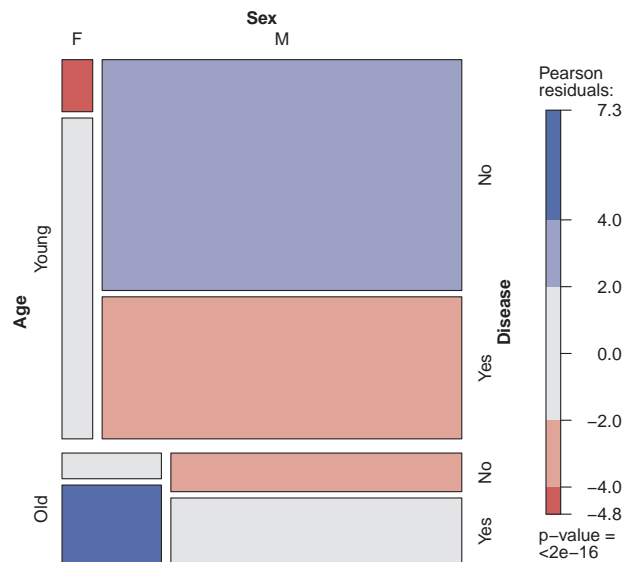 Sex
F
M
Age
Young
Old
No
Yes
No
Yes
Disease
Pearson
residuals:
7.3
4.0
2.0
0.0
−2.0
−4.0
−4.8
p−value =
<2e−16